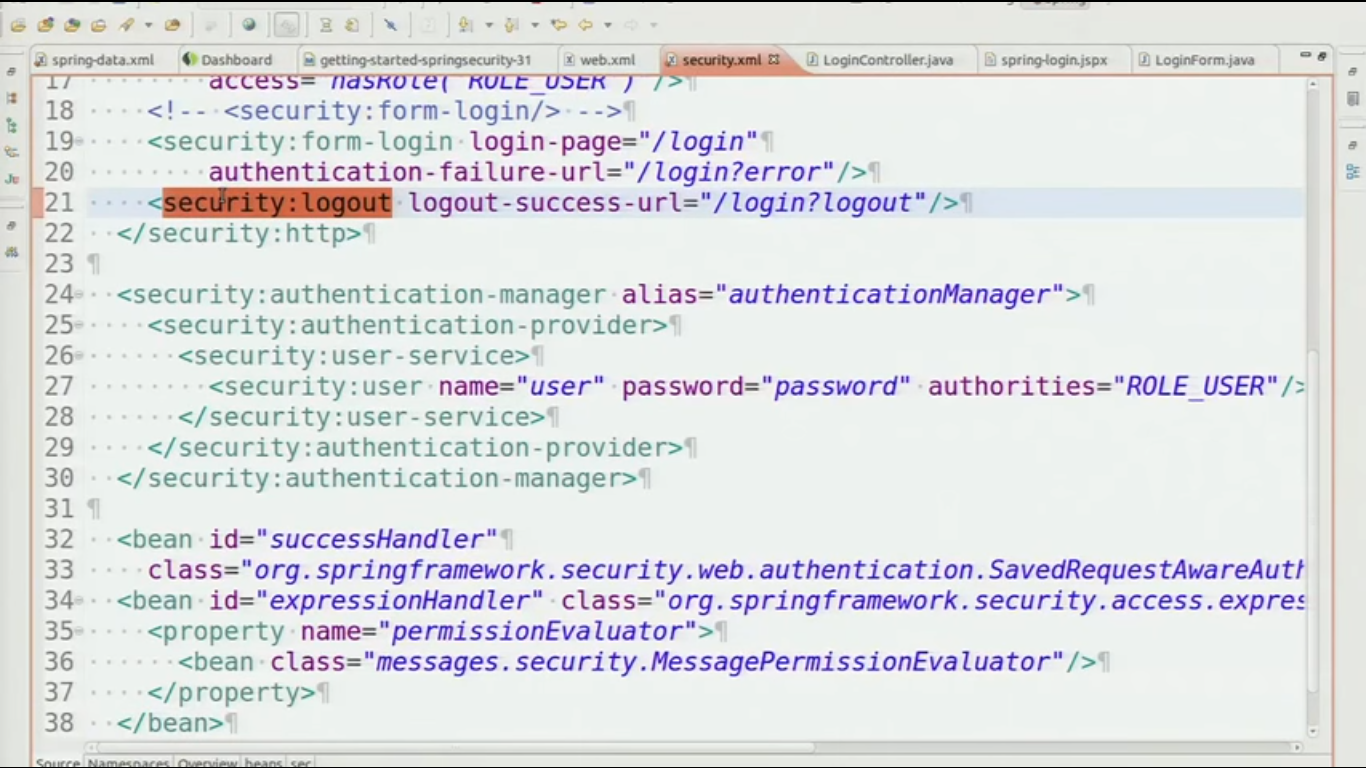 spring-data.xml Dashboard getting-started-springsecurity-31 web.xml security.xml LoginController.java spring-login.jspx LoginForm.java
17 access="hasRole('ROLE_USER')"/>¶
18 ····<!--·<security:form-login/>·-->¶
19 ····<security:form-login·login-page="/login"¶
20 ········authentication-failure-url="/login?error"/>¶
21 ····<security:logout·logout-success-url="/login?logout"/>¶
22 ··</security:http>¶
23 ¶
24 ··<security:authentication-manager·alias="authenticationManager">¶
25 ····<security:authentication-provider>¶
26 ······<security:user-service>¶
27 ········<security:user·name="user"·password="password"·authorities="ROLE_USER"/>
28 ······</security:user-service>¶
29 ····</security:authentication-provider>¶
30 ··</security:authentication-manager>¶
31 ¶
32 ··<bean·id="successHandler"¶
33 ····class="org.springframework.security.web.authentication.SavedRequestAwareAuth
34 ··<bean·id="expressionHandler"·class="org.springframework.security.access.expres
35 ····<property·name="permissionEvaluator">¶
36 ······<bean·class="messages.security.MessagePermissionEvaluator"/>¶
37 ····</property>¶
38 ··</bean>¶
Source Namespaces Overview beans sec